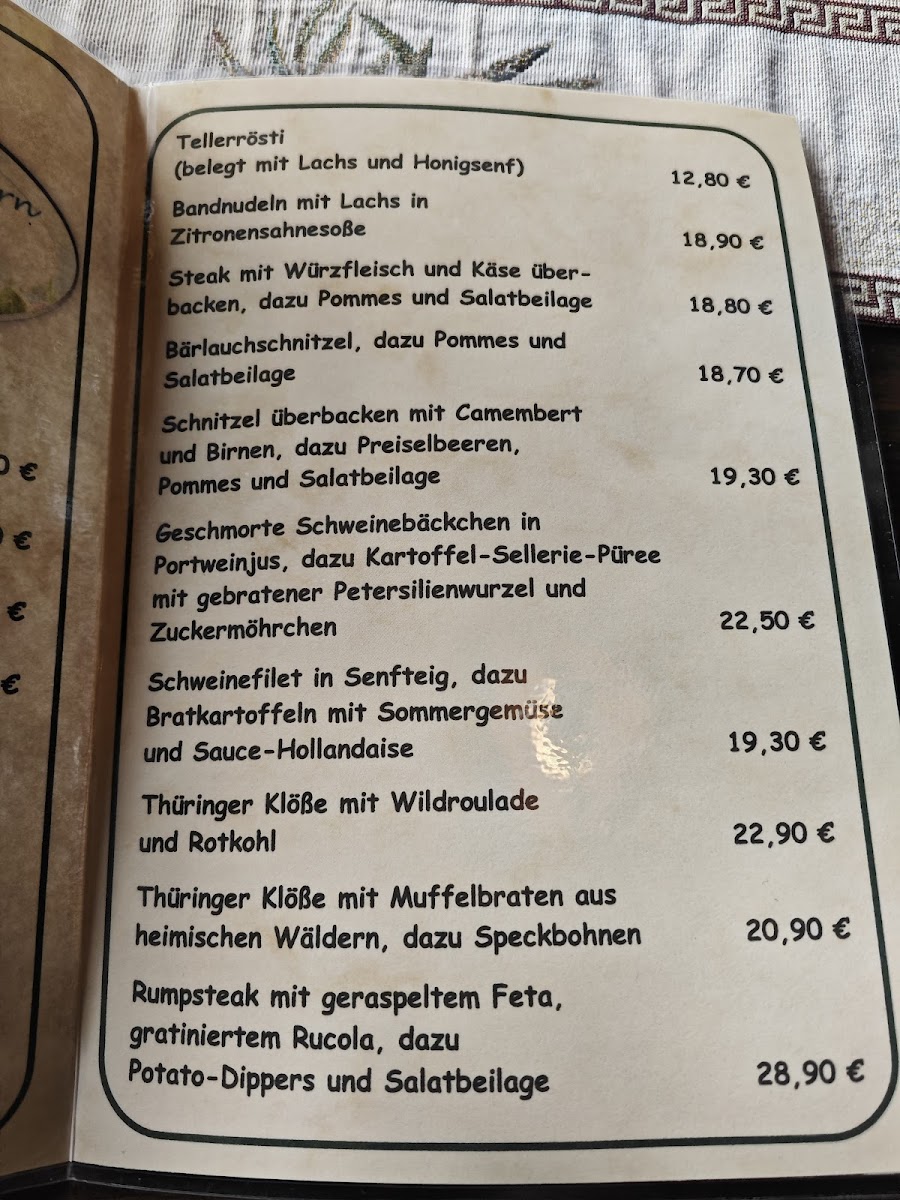 Tellerrösti
(belegt mit Lachs und Honigsenf) 12,80 €
Bandnudeln mit Lachs in
Zitronensahnesoße 18,90 €
Steak mit Würzfleisch und Käse über-
backen, dazu Pommes und Salatbeilage 18,80 €
Bärlauchschnitzel, dazu Pommes und
Salatbeilage 18,70 €
Schnitzel überbacken mit Camembert
und Birnen, dazu Preiselbeeren,
Pommes und Salatbeilage 19,30 €
Geschmorte Schweinebäckchen in
Portweinjus, dazu Kartoffel-Sellerie-Püree
mit gebratener Petersilienwurzel und
Zuckermöhrchen 22,50 €
Schweinefilet in Senfteig, dazu
Bratkartoffeln mit Sommergemüse
und Sauce-Hollandaise 19,30 €
Thüringer Klöße mit Wildroulade
und Rotkohl 22,90 €
Thüringer Klöße mit Muffelbraten aus
heimischen Wäldern, dazu Speckbohnen 20,90 €
Rumpsteak mit geraspeltem Feta,
gratiniertem Rucola, dazu
Potato-Dippers und Salatbeilage 28,90 €